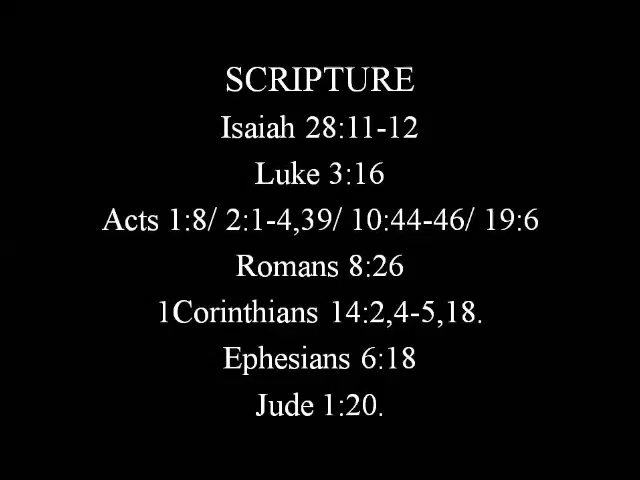 SCRIPTURE
Isaiah 28:11-12
Luke 3:16
Acts 1:8/ 2:1-4,39/ 10:44-46/ 19:6
Romans 8:26
1Corinthians 14:2,4-5,18.
Ephesians 6:18
Jude 1:20.